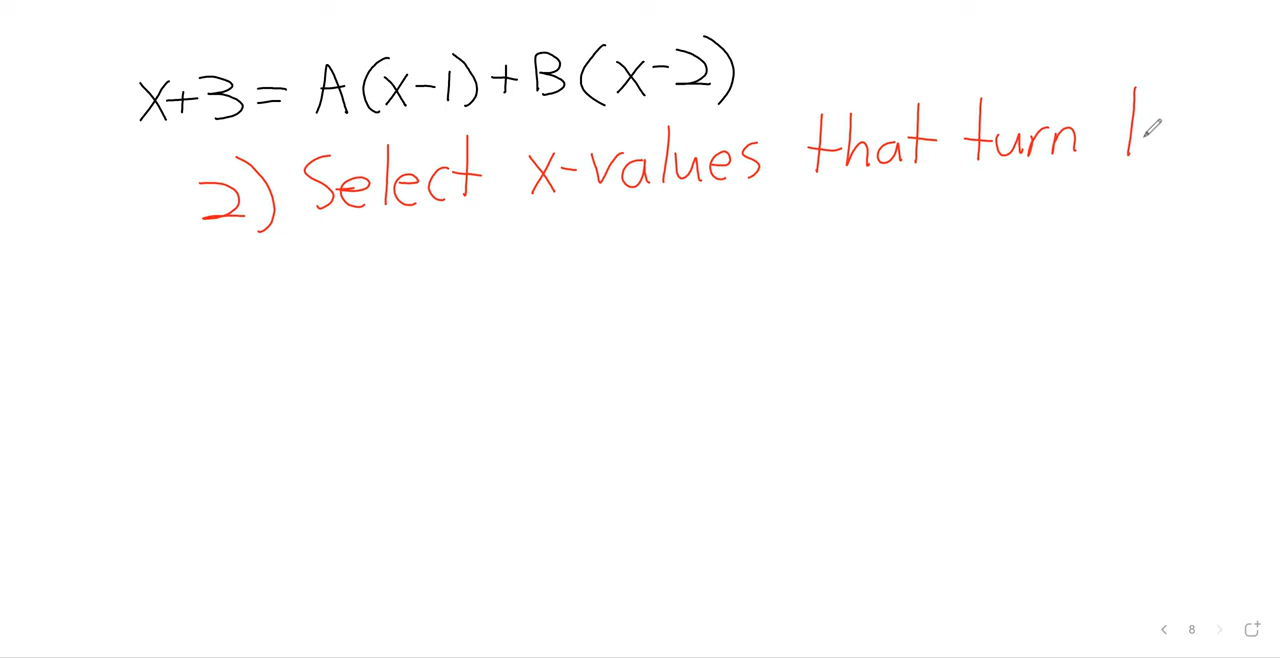 x+3= A(x-1)+B(x-2)
2) Select x-values that turn
8